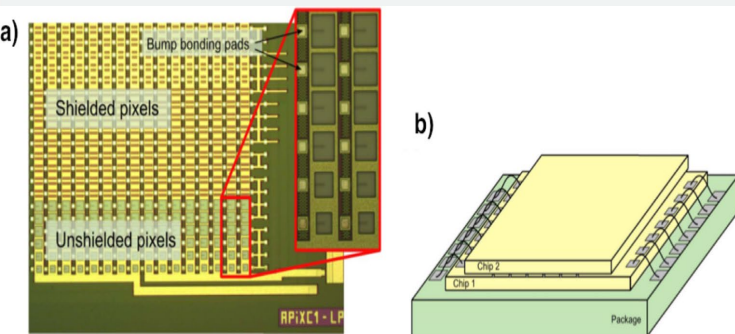 a)
Bump bonding pads
Shielded pixels
Unshielded pixels
APiXC1-LP
b)
Chip 2
Chip 1
Package